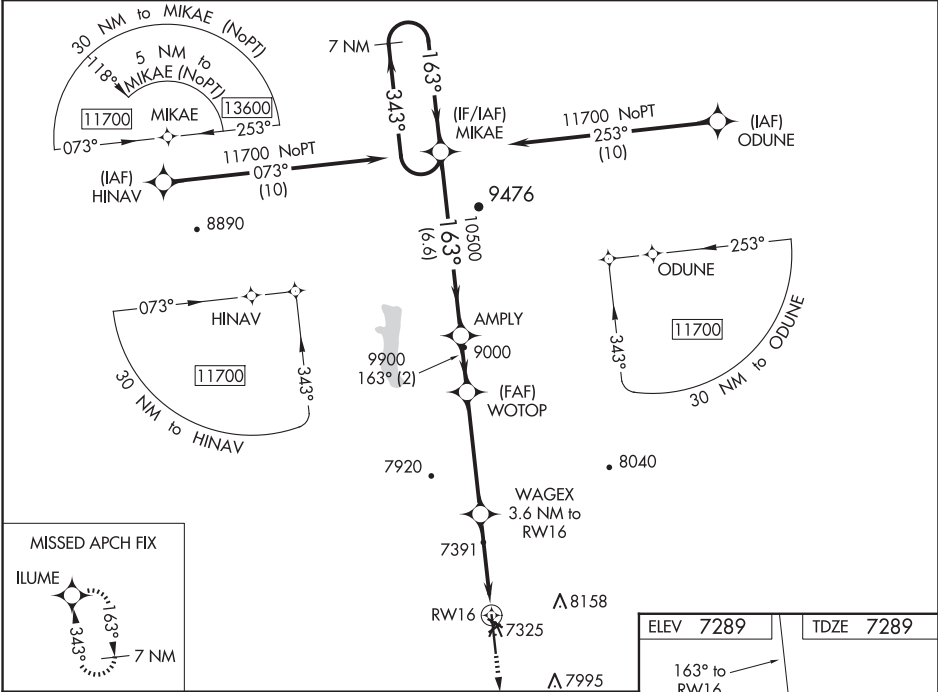 30 NM to MIKAE (NoPT)
5 NM to
MIKAE (NoPT)
118°
11700
13600
MIKAE
073°
253°
7 NM
163°
343°
(IF/IAF)
MIKAE
11700 NoPT
253°
(10)
(IAF)
ODUNE
11700 NoPT
073°
(10)
(IAF)
HINAV
8890
9476
10500
163°
(6.6)
073°
HINAV
11700
343°
30 NM to HINAV
253°
ODUNE
11700
343°
30 NM to ODUNE
AMPLY
9900
163° (2)
9000
(FAF)
WOTOP
7920
8040
WAGEX
3.6 NM to
RW16
7391
MISSED APCH FIX
ILUME
163°
343°
7 NM
RW16
7325
8158
7995
ELEV 7289
TDZE 7289
163° to
RW16